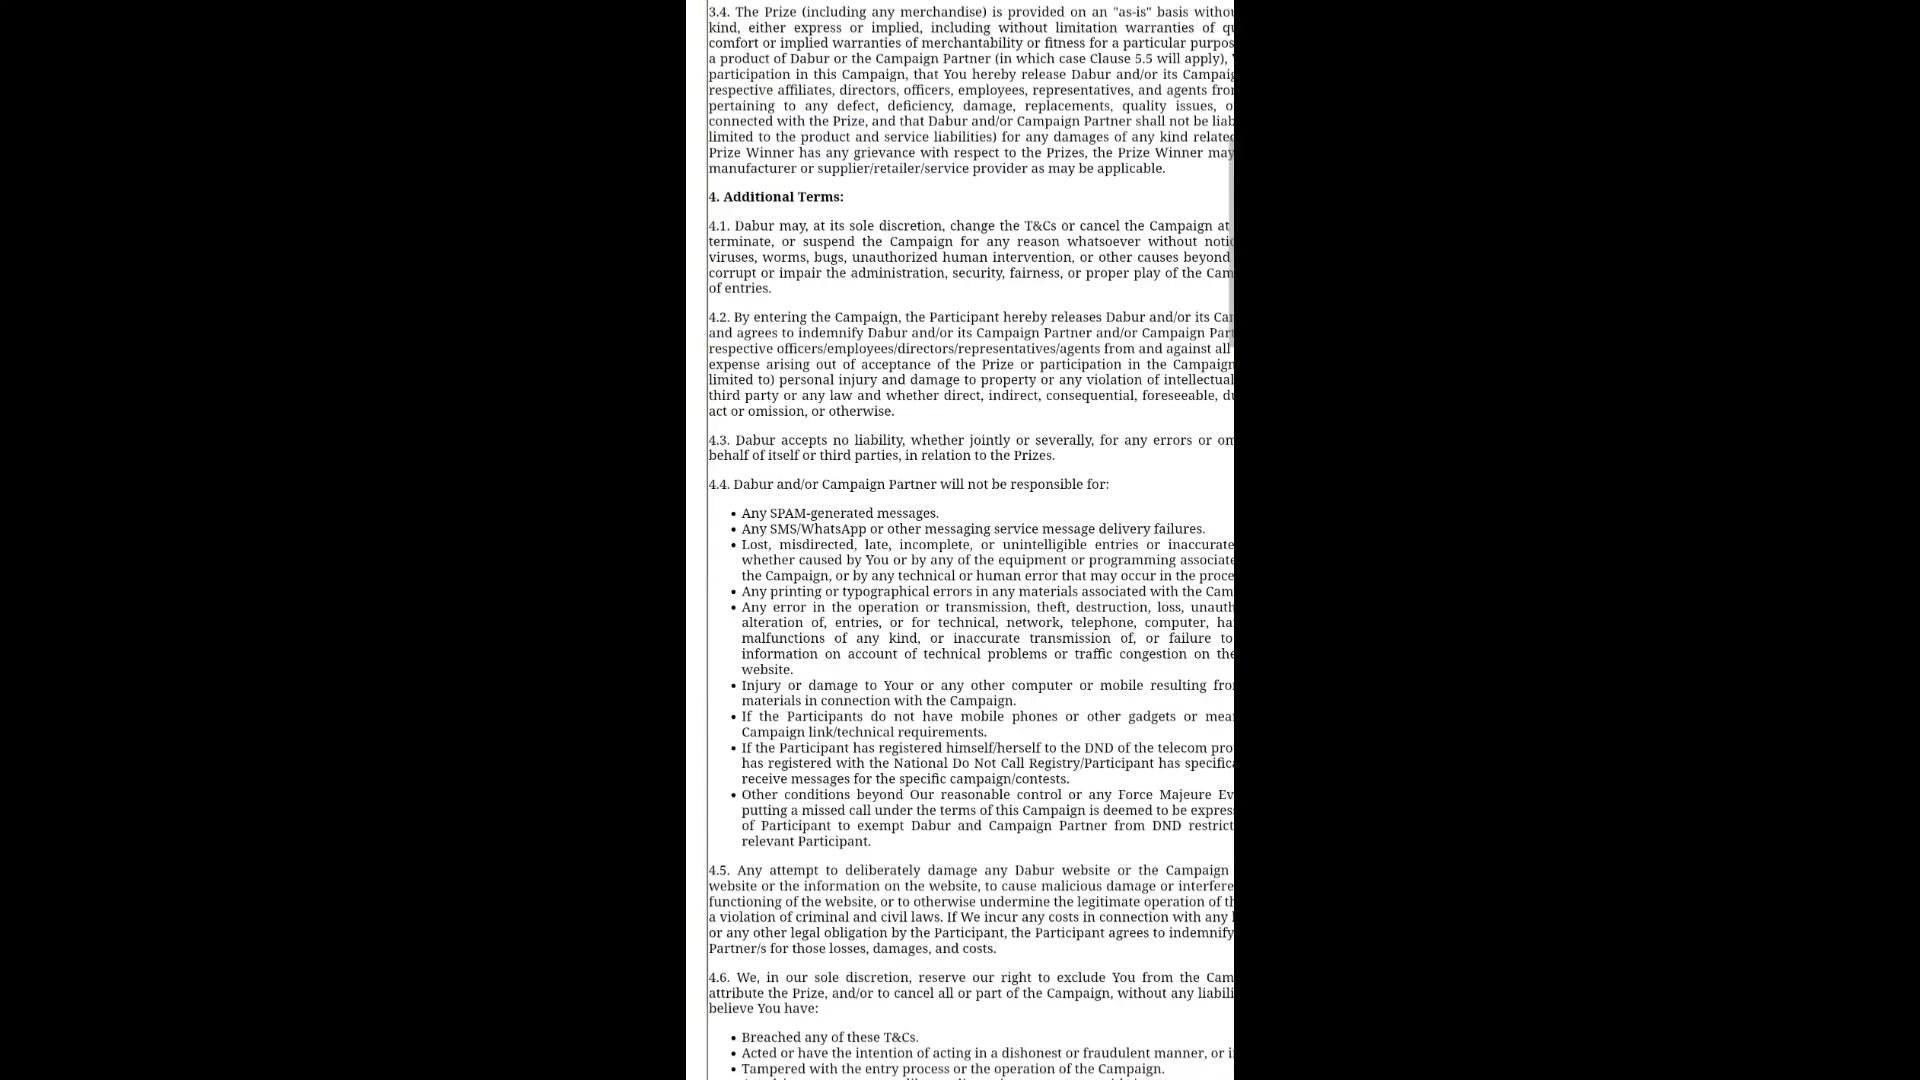 3.4. The Prize (including any merchandise) is provided on an "as-is" basis
kind, either express or implied, including without limitation warranties of
comfort or implied warranties of merchantability or fitness for a particular
a product of Dabur or the Campaign Partner (in which case Clause 5.5 will apply),
participation in this Campaign, that You hereby release Dabur and/or its
respective affiliates, directors, officers, employees, representatives, and agents
pertaining to any defect, deficiency, damage, replacements, quality issues,
connected with the Prize, and that Dabur and/or Campaign Partner shall not be
limited to the product and service liabilities) for any damages of any kind
Prize Winner has any grievance with respect to the Prizes, the Prize Winner may
manufacturer or supplier/retailer/service provider as may be applicable.
4. Additional Terms:
4.1. Dabur may, at its sole discretion, change the T&Cs or cancel the Campaign at
terminate, or suspend the Campaign for any reason whatsoever without
viruses, worms, bugs, unauthorized human intervention, or other causes beyond
corrupt or impair the administration, security, fairness, or proper play of the
of entries.
4.2. By entering the Campaign, the Participant hereby releases Dabur and/or its
and agrees to indemnify Dabur and/or its Campaign Partner and/or Campaign
respective officers/employees/directors/representatives/agents from and against all
expense arising out of acceptance of the Prize or participation in the Campaign
limited to) personal injury and damage to property or any violation of intellectual
third party or any law and whether direct, indirect, consequential, foreseeable,
act or omission, or otherwise.
4.3. Dabur accepts no liability, whether jointly or severally, for any errors or
behalf of itself or third parties, in relation to the Prizes.
4.4. Dabur and/or Campaign Partner will not be responsible for:
• Any SPAM-generated messages.
• Any SMS/WhatsApp or other messaging service message delivery failures.
• Lost, misdirected, late, incomplete, or unintelligible entries or inaccurate
whether caused by You or by any of the equipment or programming
the Campaign, or by any technical or human error that may occur in the
• Any printing or typographical errors in any materials associated with the
• Any error in the operation or transmission, theft, destruction, loss,
alteration of, entries, or for technical, network, telephone, computer,
malfunctions of any kind, or inaccurate transmission of, or failure to
information on account of technical problems or traffic congestion on
website.
• Injury or damage to Your or any other computer or mobile resulting
materials in connection with the Campaign.
• If the Participants do not have mobile phones or other gadgets or
Campaign link/technical requirements.
• If the Participant has registered himself/herself to the DND of the telecom
has registered with the National Do Not Call Registry/Participant has
receive messages for the specific campaign/contests.
• Other conditions beyond Our reasonable control or any Force Majeure
putting a missed call under the terms of this Campaign is deemed to be
of Participant to exempt Dabur and Campaign Partner from DND
relevant Participant.
4.5. Any attempt to deliberately damage any Dabur website or the Campaign
website or the information on the website, to cause malicious damage or
functioning of the website, or to otherwise undermine the legitimate operation of
a violation of criminal and civil laws. If We incur any costs in connection with any
or any other legal obligation by the Participant, the Participant agrees to indemnify
Partner/s for those losses, damages, and costs.
4.6. We, in our sole discretion, reserve our right to exclude You from the
attribute the Prize, and/or to cancel all or part of the Campaign, without any
believe You have:
• Breached any of these T&Cs.
• Acted or have the intention of acting in a dishonest or fraudulent manner, or
• Tampered with the entry process or the operation of the Campaign.